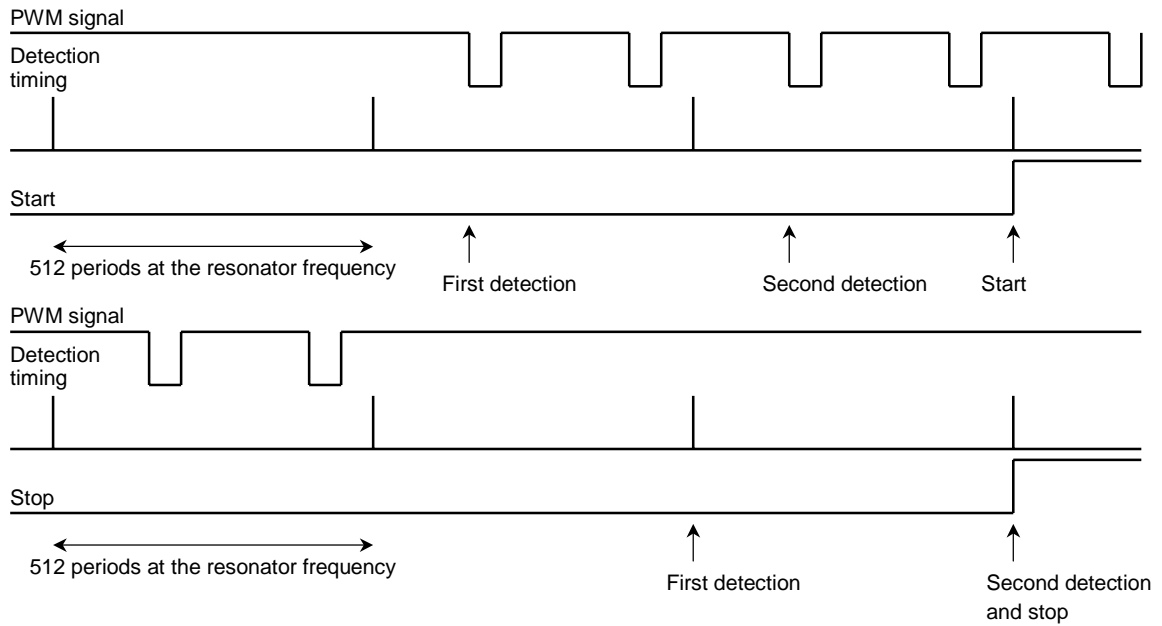 PWM signal
Detection
timing
Start
512 periods at the resonator frequency
First detection
Second detection
Start
PWM signal
Detection
timing
Stop
512 periods at the resonator frequency
First detection
Second detection
and stop